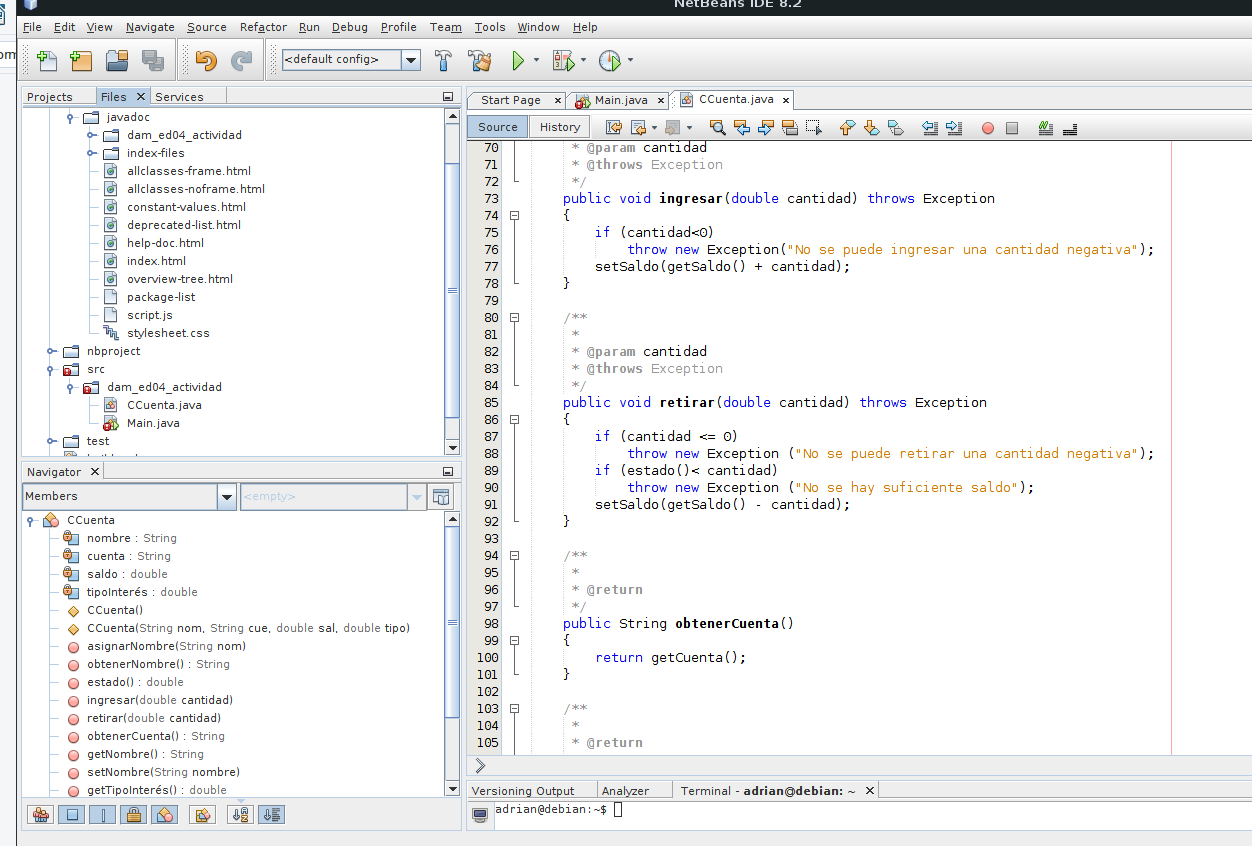 NetBeans IDE 8.2
File Edit View Navigate Source Refactor Run Debug Profile Team Tools Window Help
<default config>
Projects Files Services
javadoc
dam_ed04_actividad
index-files
allclasses-frame.html
allclasses-noframe.html
constant-values.html
deprecated-list.html
help-doc.html
index.html
overview-tree.html
package-list
script.js
stylesheet.css
nbproject
src
dam_ed04_actividad
CCuenta.java
Main.java
test
Navigator
Members <empty>
CCuenta
nombre : String
cuenta : String
saldo : double
tipoInterés : double
CCuenta()
CCuenta(String nom, String cue, double sal, double tipo)
asignarNombre(String nom)
obtenerNombre() : String
estado() : double
ingresar(double cantidad)
retirar(double cantidad)
obtenerCuenta() : String
getNombre() : String
setNombre(String nombre)
getTipoInterés() : double
Start Page Main.java CCuenta.java
Source History
70 * @param cantidad
71 * @throws Exception
72 */
73 public void ingresar(double cantidad) throws Exception
74 {
75 if (cantidad<0)
76 throw new Exception("No se puede ingresar una cantidad negativa");
77 setSaldo(getSaldo() + cantidad);
78 }
79
80 /**
81 *
82 * @param cantidad
83 * @throws Exception
84 */
85 public void retirar(double cantidad) throws Exception
86 {
87 if (cantidad <= 0)
88 throw new Exception ("No se puede retirar una cantidad negativa");
89 if (estado()< cantidad)
90 throw new Exception ("No se hay suficiente saldo");
91 setSaldo(getSaldo() - cantidad);
92 }
93
94 /**
95 *
96 * @return
97 */
98 public String obtenerCuenta()
99 {
100 return getCuenta();
101 }
102
103 /**
104 *
105 * @return
Versioning Output Analyzer Terminal - adrian@debian: ~
adrian@debian:~$